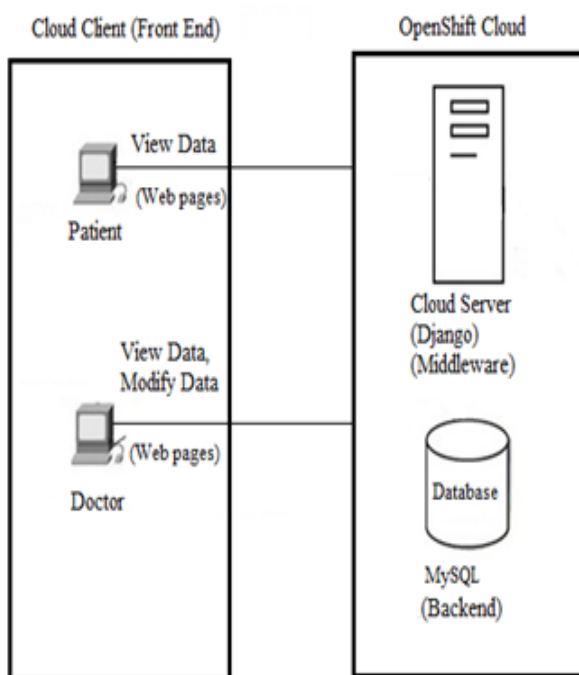 Cloud Client (Front End)
OpenShift Cloud
View Data
(Web pages)
Patient
View Data,
Modify Data
(Web pages)
Doctor
Cloud Server
(Django)
(Middleware)
Database
MySQL
(Backend)